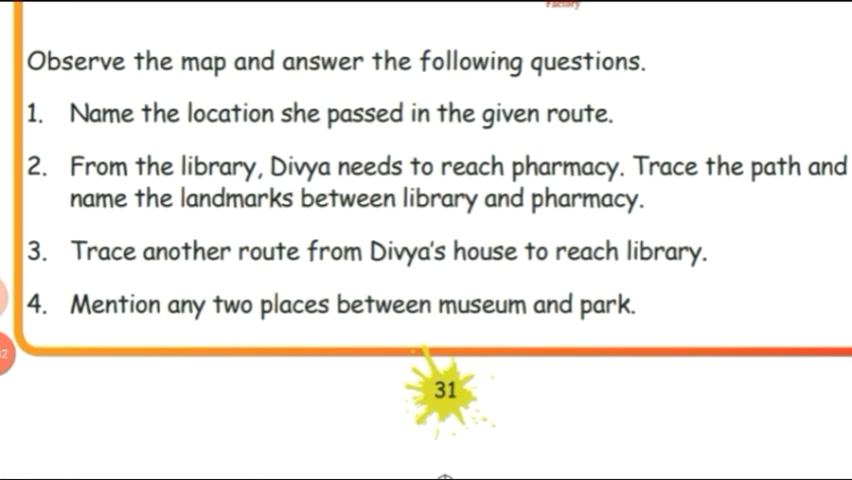 Factory
Observe the map and answer the following questions.
1. Name the location she passed in the given route.
2. From the library, Divya needs to reach pharmacy. Trace the path and
name the landmarks between library and pharmacy.
3. Trace another route from Divya's house to reach library.
4. Mention any two places between museum and park.
31